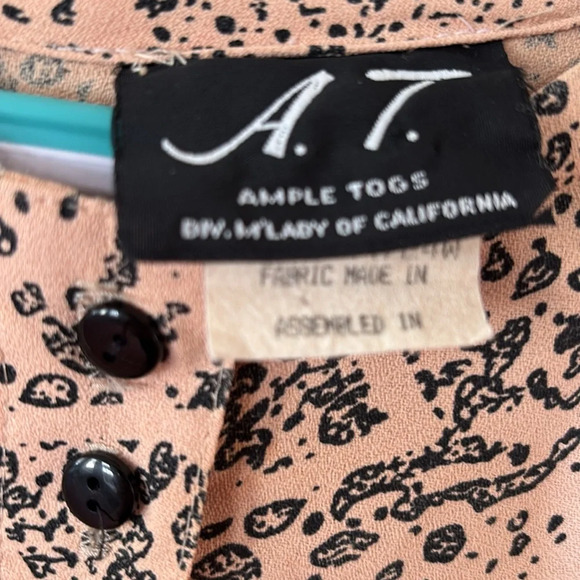 A. T.
AMPLE TOGS
DIV. M'LADY OF CALIFORNIA
FABRIC MADE IN
ASSEMBLED IN